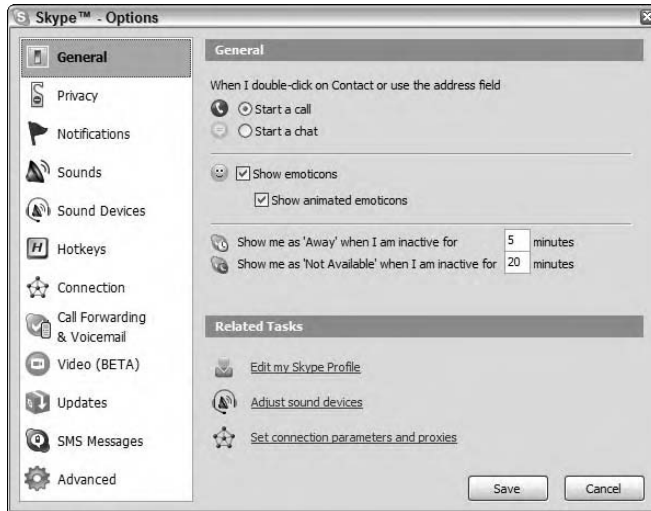 Skype™ - Options
General
Privacy
Notifications
Sounds
Sound Devices
H
Hotkeys
Connection
Call Forwarding
& Voicemail
Video (BETA)
Updates
SMS Messages
Advanced
General
When I double-click on Contact or use the address field
Start a call
Start a chat
Show emoticons
Show animated emoticons
Show me as 'Away' when I am inactive for 5 minutes
Show me as 'Not Available' when I am inactive for 20 minutes
Related Tasks
Edit my Skype Profile
Adjust sound devices
Set connection parameters and proxies
Save Cancel